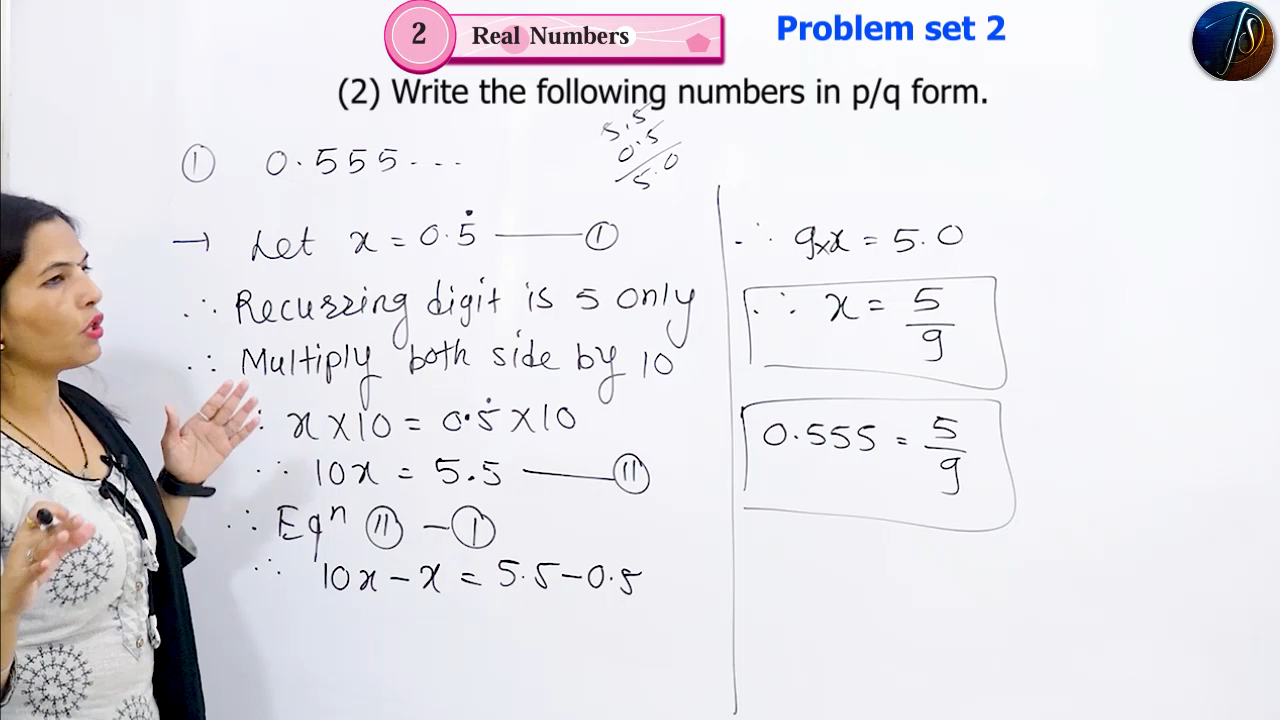 2 Real Numbers
Problem set 2
(2) Write the following numbers in p/q form.
5.5
0.5
5.0
① 0.555...
→ Let x = 0.5̇ —— ①
∴ Recurring digit is 5 only
∴ Multiply both side by 10
∴ x×10 = 0.5̇×10
∴ 10x = 5.5 —— ⑪
∴ Eqⁿ ⑪ - ①
∴ 10x - x = 5.5 - 0.5
∴ 9×x = 5.0
∴ x = 5/9
0.555 = 5/9